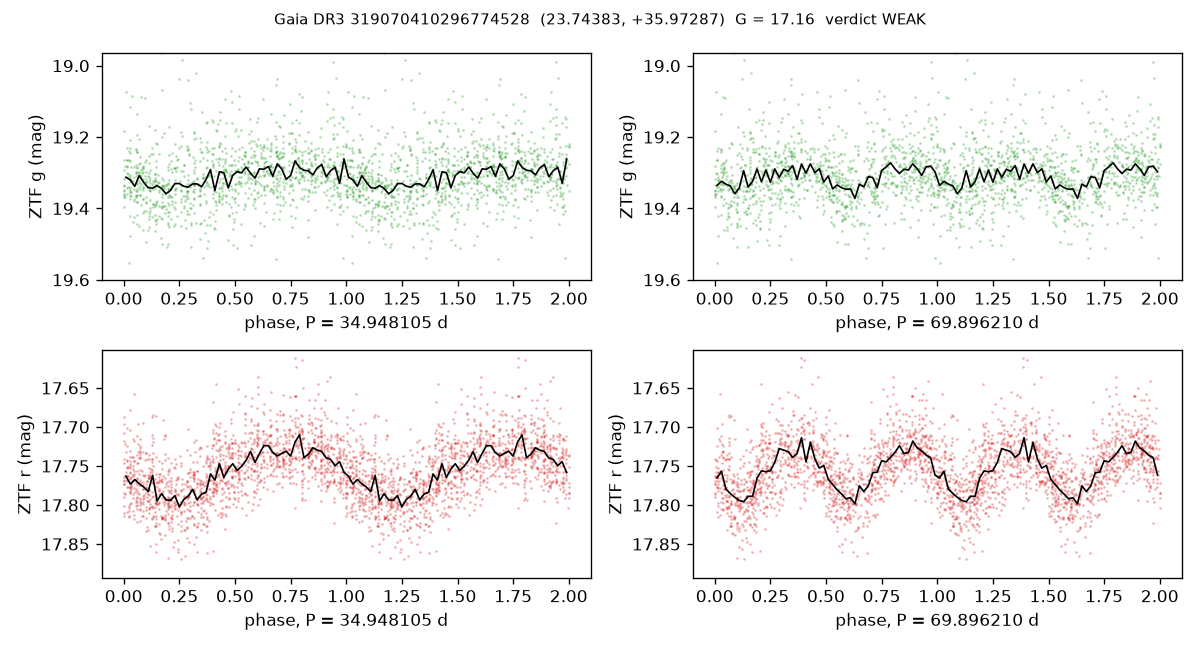 Gaia DR3 319070410296774528 (23.74383, +35.97287) G = 17.16 verdict WEAK
ZTF g (mag)
19.0
19.2
19.4
19.6
0.00 0.25 0.50 0.75 1.00 1.25 1.50 1.75 2.00
phase, P = 34.948105 d
ZTF g (mag)
19.0
19.2
19.4
19.6
0.00 0.25 0.50 0.75 1.00 1.25 1.50 1.75 2.00
phase, P = 69.896210 d
ZTF r (mag)
17.65
17.70
17.75
17.80
17.85
0.00 0.25 0.50 0.75 1.00 1.25 1.50 1.75 2.00
phase, P = 34.948105 d
ZTF r (mag)
17.65
17.70
17.75
17.80
17.85
0.00 0.25 0.50 0.75 1.00 1.25 1.50 1.75 2.00
phase, P = 69.896210 d